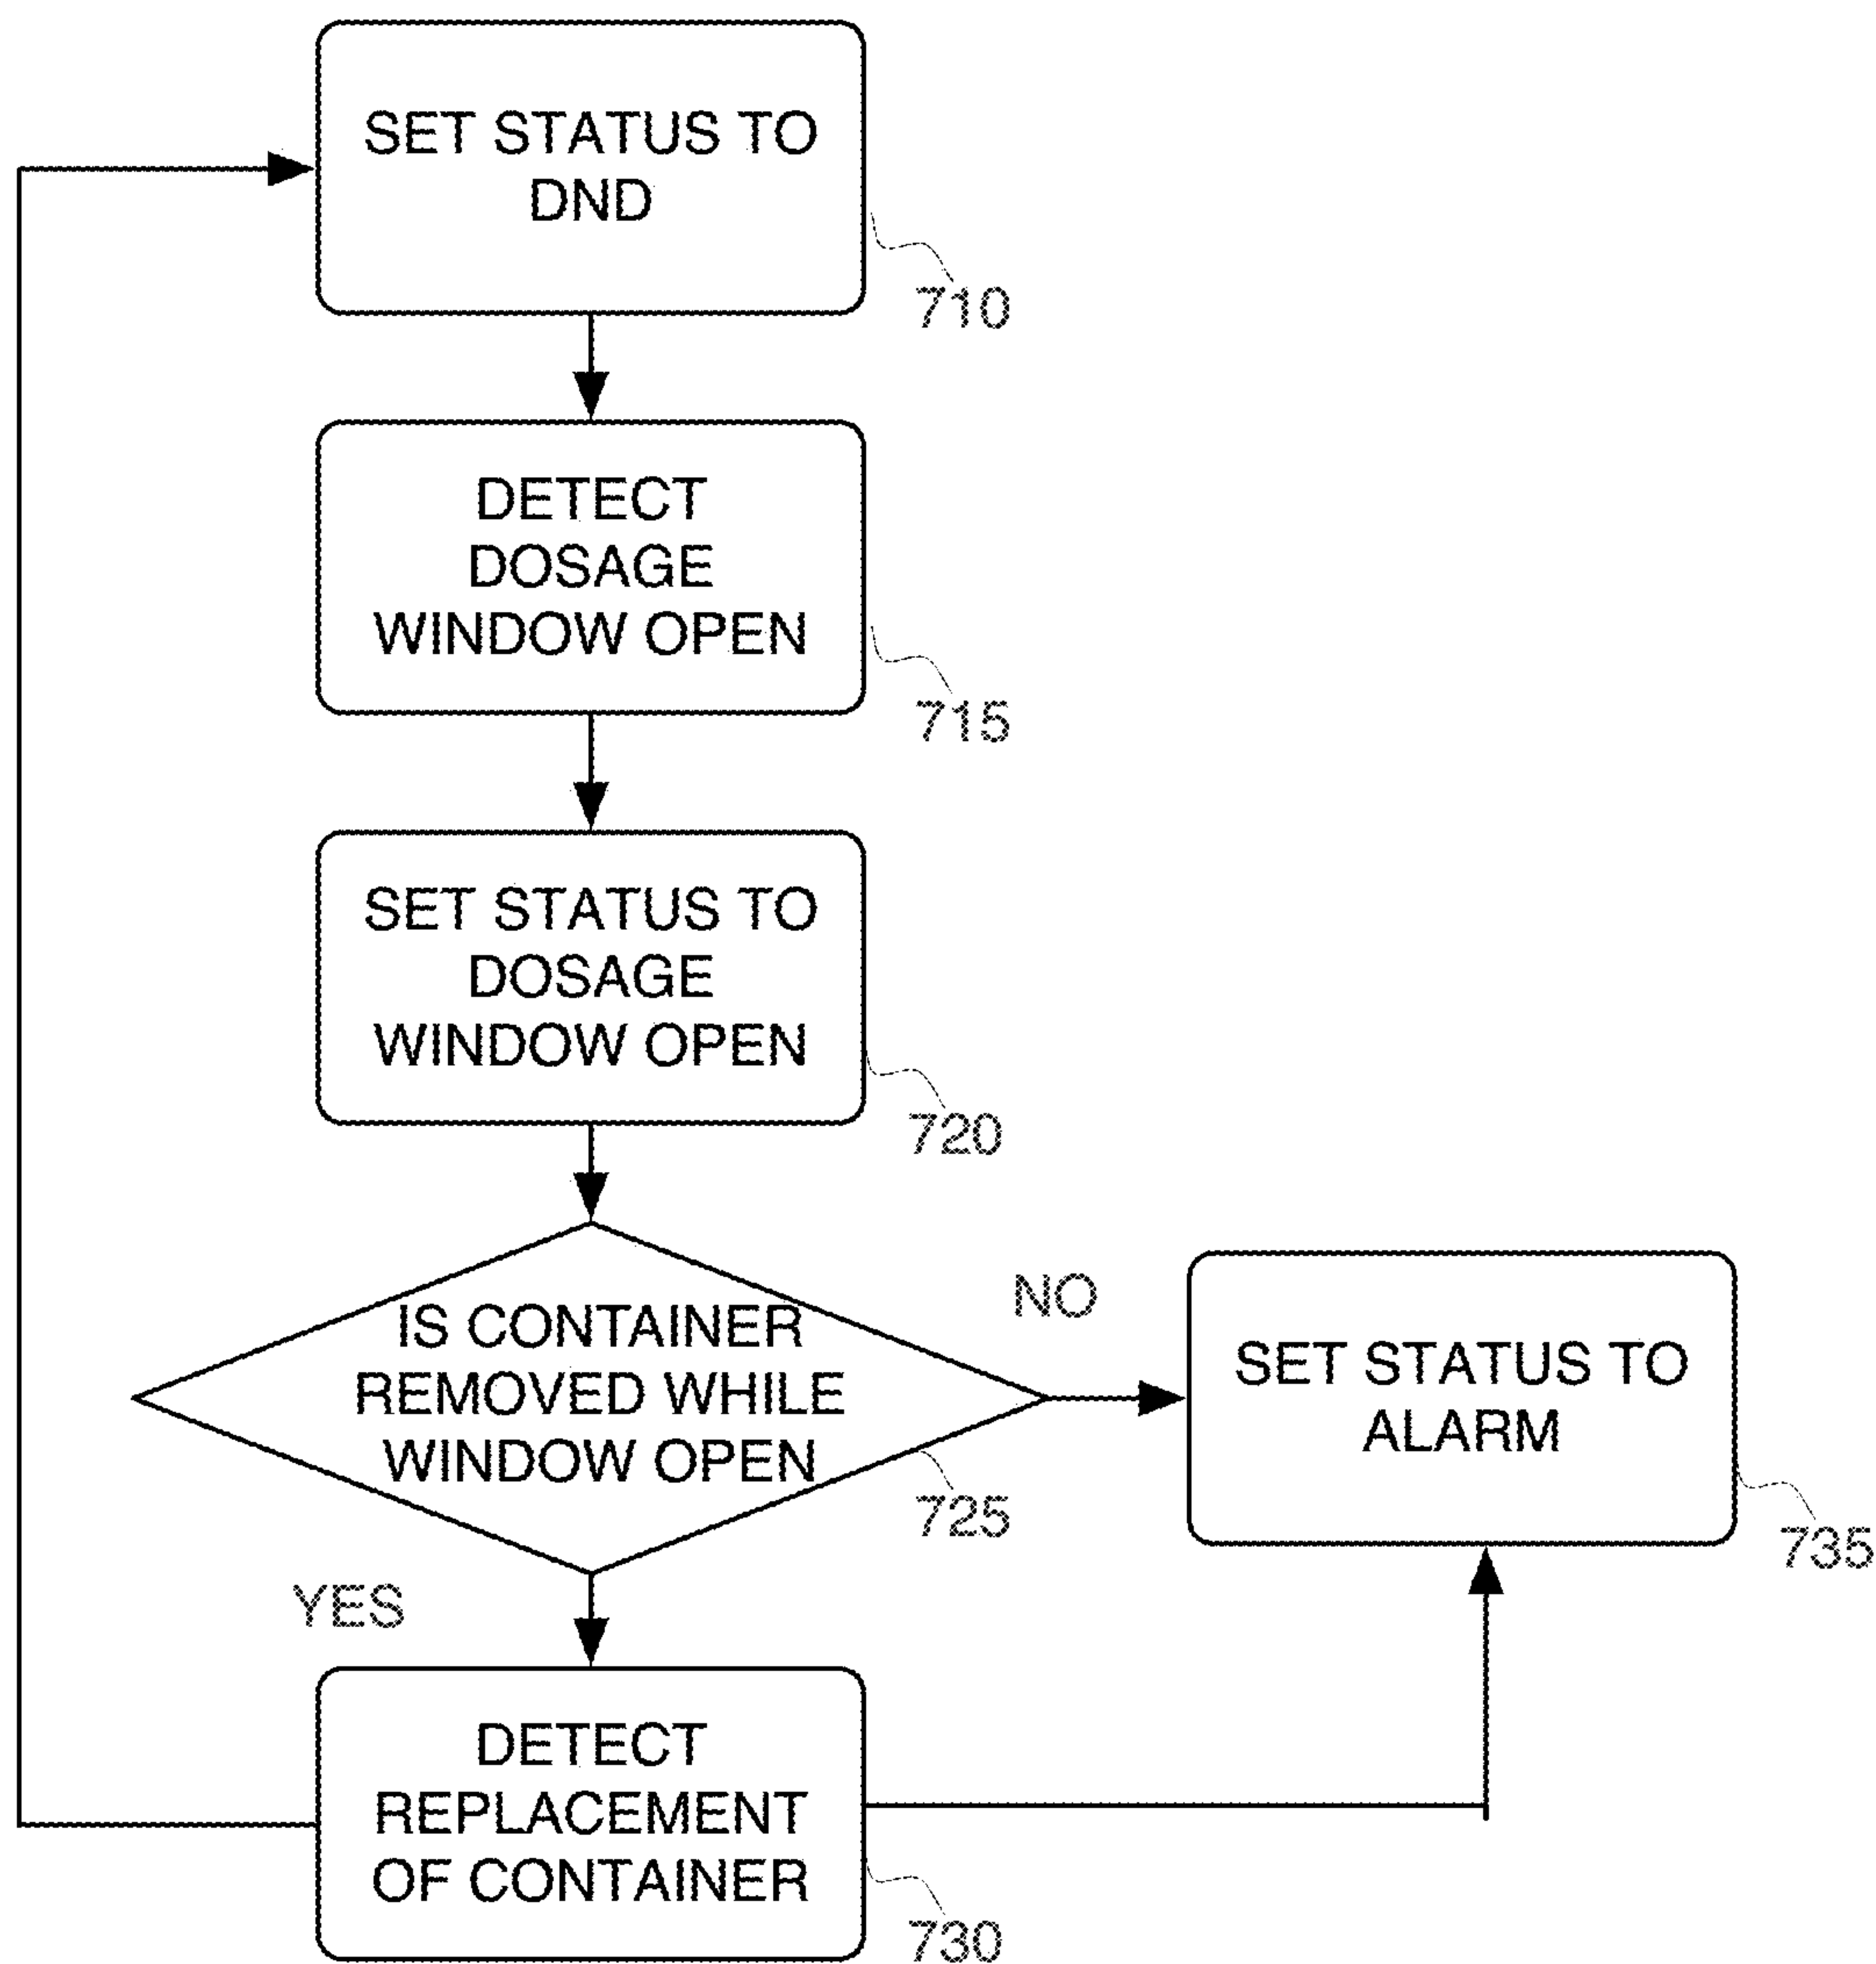 SET STATUS TO
DND
710
DETECT
DOSAGE
WINDOW OPEN
715
SET STATUS TO
DOSAGE
WINDOW OPEN
720
IS CONTAINER
REMOVED WHILE
WINDOW OPEN
725
NO
SET STATUS TO
ALARM
735
YES
DETECT
REPLACEMENT
OF CONTAINER
730